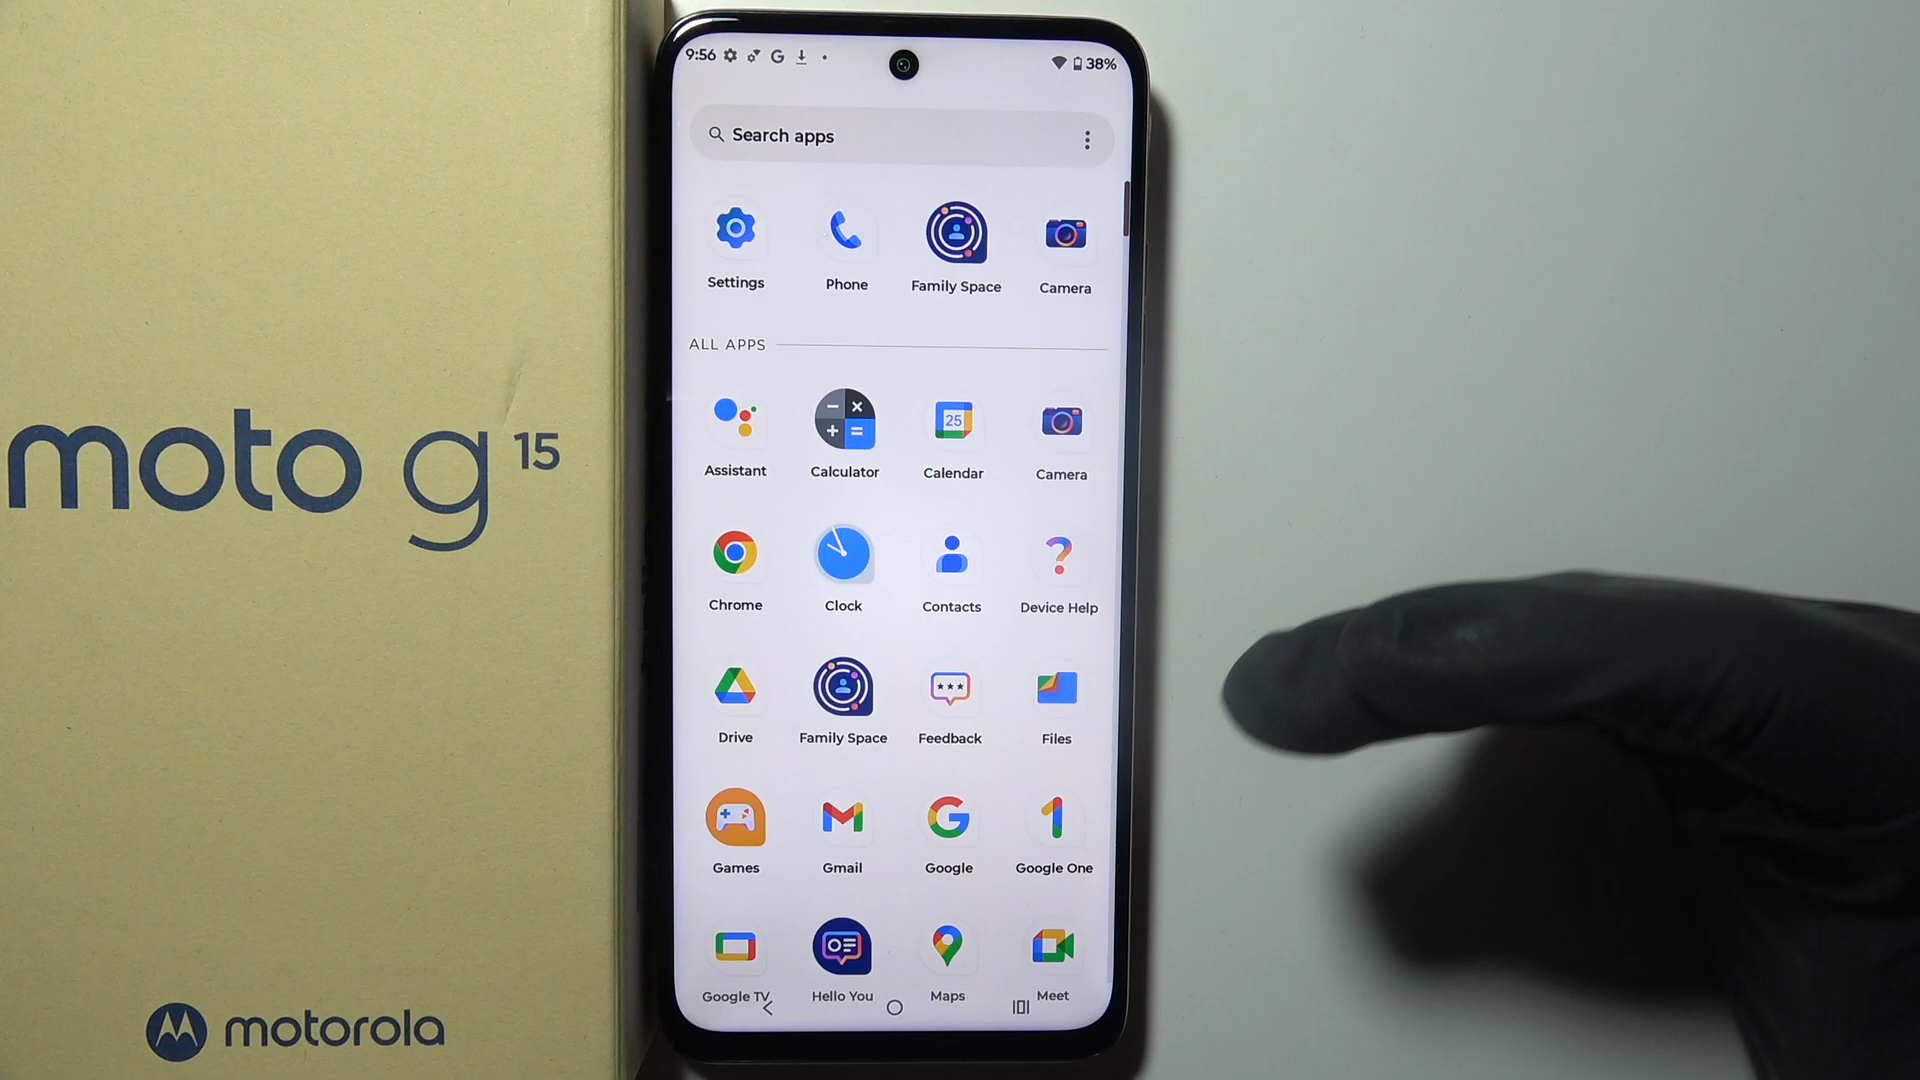 moto g 15
motorola
9:56
38%
Search apps
Settings Phone Family Space Camera
ALL APPS
25
Assistant Calculator Calendar Camera
Chrome Clock Contacts Device Help
Drive Family Space Feedback Files
Games Gmail Google Google One
Google TV Hello You Maps Meet